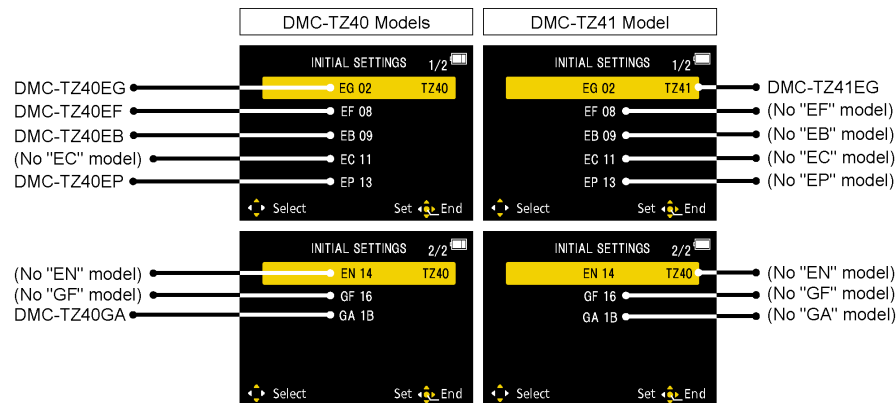 DMC-TZ40 Models
DMC-TZ41 Model
INITIAL SETTINGS 1/2
DMC-TZ40EG EG 02 TZ40
DMC-TZ40EF EF 08
DMC-TZ40EB EB 09
(No "EC" model) EC 11
DMC-TZ40EP EP 13
Select Set End
INITIAL SETTINGS 1/2
EG 02 TZ41 DMC-TZ41EG
EF 08 (No "EF" model)
EB 09 (No "EB" model)
EC 11 (No "EC" model)
EP 13 (No "EP" model)
Select Set End
INITIAL SETTINGS 2/2
(No "EN" model) EN 14 TZ40
(No "GF" model) GF 16
DMC-TZ40GA GA 1B
Select Set End
INITIAL SETTINGS 2/2
EN 14 TZ40 (No "EN" model)
GF 16 (No "GF" model)
GA 1B (No "GA" model)
Select Set End